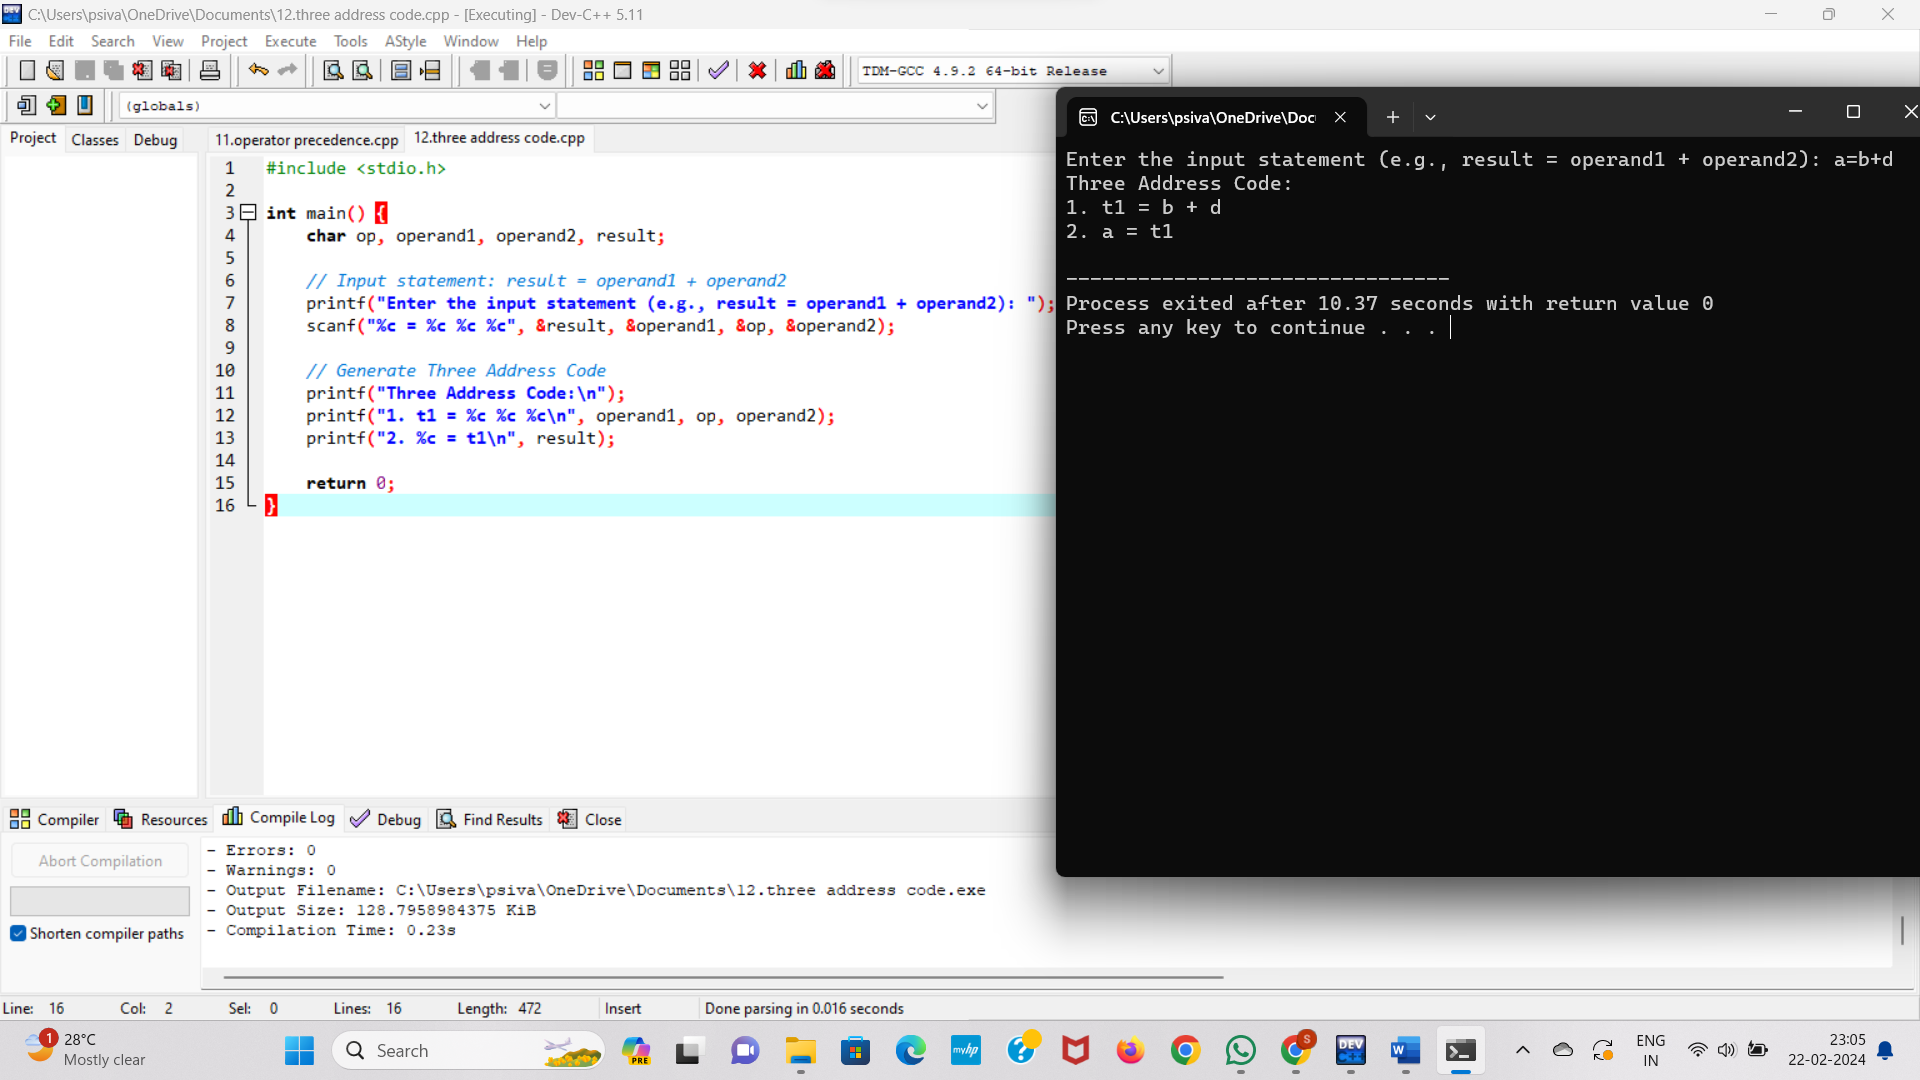 C:\Users\psiva\OneDrive\Documents\12.three address code.cpp - [Executing] - Dev-C++ 5.11
File Edit Search View Project Execute Tools AStyle Window Help
TDM-GCC 4.9.2 64-bit Release
(globals)
Project Classes Debug
11.operator precedence.cpp 12.three address code.cpp
1 #include <stdio.h>
2
3 int main() {
4 char op, operand1, operand2, result;
5
6 // Input statement: result = operand1 + operand2
7 printf("Enter the input statement (e.g., result = operand1 + operand2): ");
8 scanf("%c = %c %c %c", &result, &operand1, &op, &operand2);
9
10 // Generate Three Address Code
11 printf("Three Address Code:\n");
12 printf("1. t1 = %c %c %c\n", operand1, op, operand2);
13 printf("2. %c = t1\n", result);
14
15 return 0;
16 }
C:\Users\psiva\OneDrive\Doc
Enter the input statement (e.g., result = operand1 + operand2): a=b+d
Three Address Code:
1. t1 = b + d
2. a = t1
--------------------------------
Process exited after 10.37 seconds with return value 0
Press any key to continue . . .
Compiler Resources Compile Log Debug Find Results Close
Abort Compilation
Shorten compiler paths
- Errors: 0
- Warnings: 0
- Output Filename: C:\Users\psiva\OneDrive\Documents\12.three address code.exe
- Output Size: 128.7958984375 KiB
- Compilation Time: 0.23s
Line: 16 Col: 2 Sel: 0 Lines: 16 Length: 472 Insert Done parsing in 0.016 seconds
1
28°C
Mostly clear
Search
PRE
myhp
S
DEV
W
ENG
IN
23:05
22-02-2024